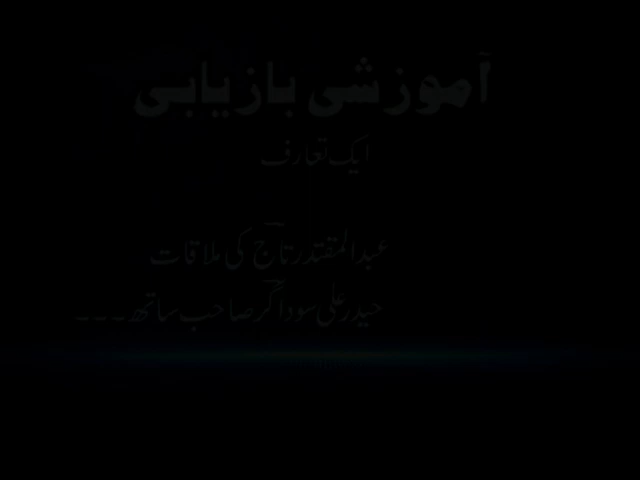 آموزشی بازیابی
ایک تعارف
عبدالمقتدر تاج کی ملاقات
حیدر علی سوداگر صاحب ساتھ۔۔۔